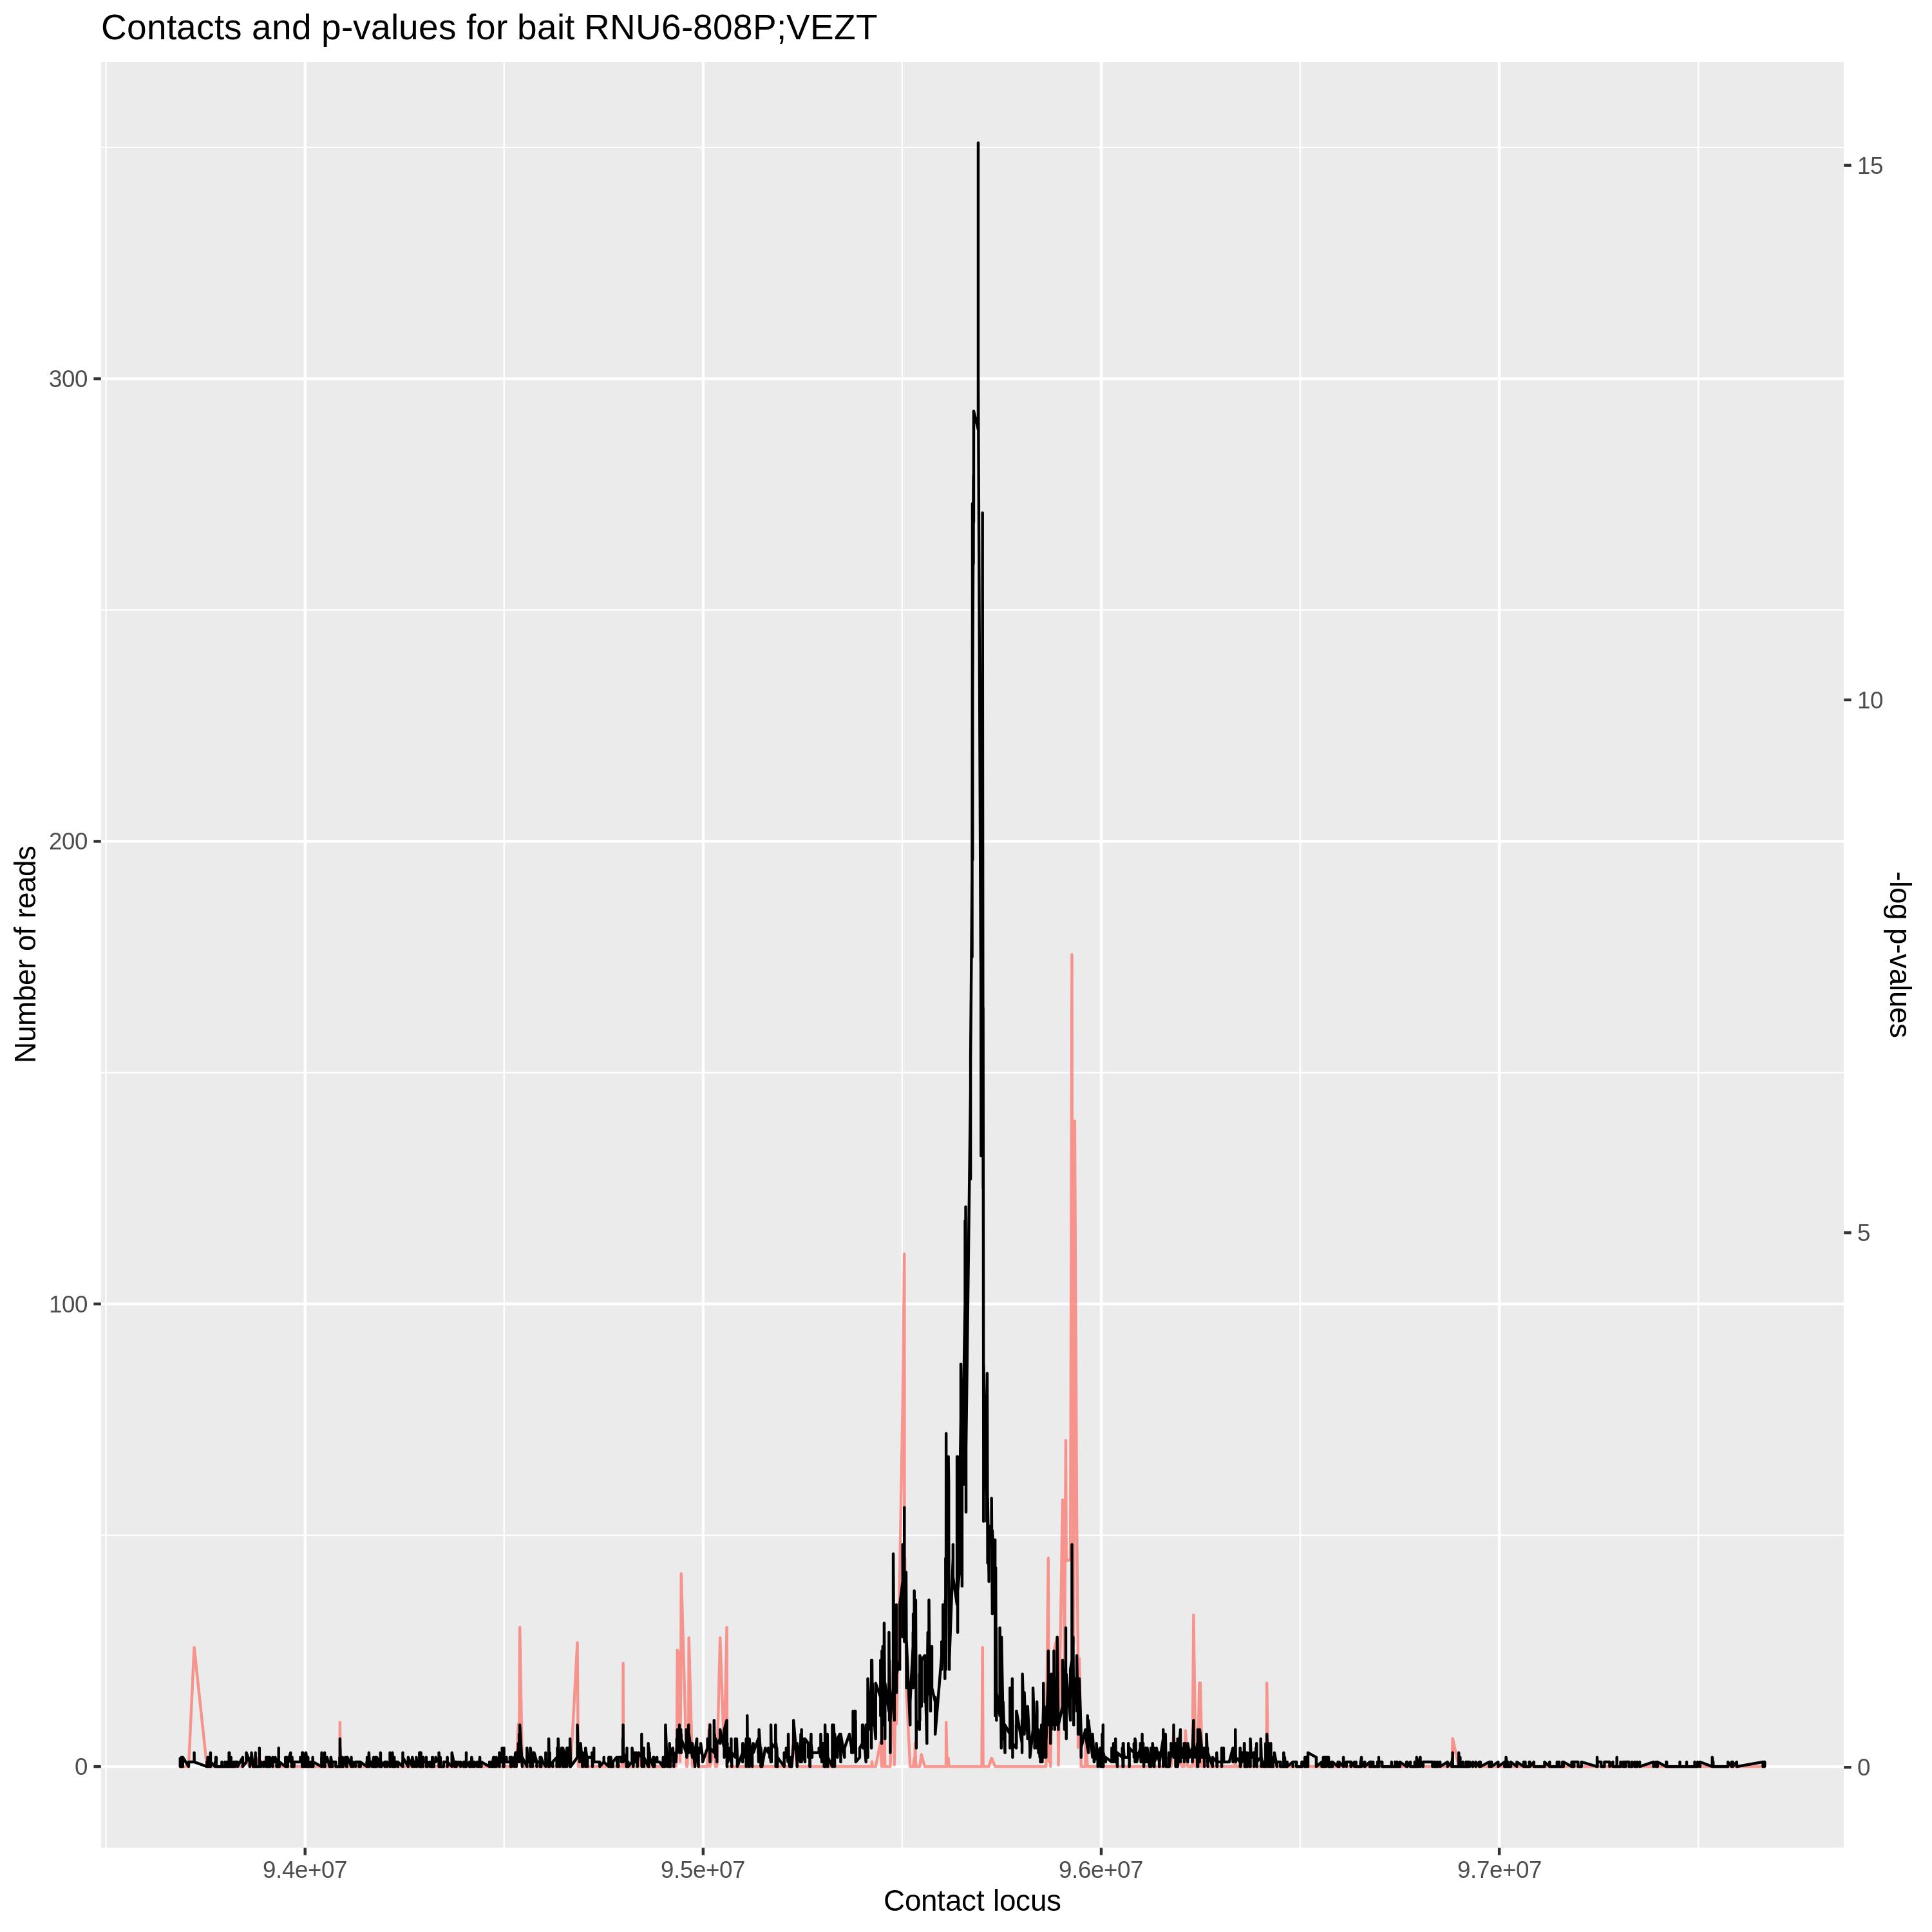 Contacts and p-values for bait RNU6-808P;VEZT
Number of reads
300
200
100
0
15
10
5
0
-log p-values
9.4e+07
9.5e+07
9.6e+07
9.7e+07
Contact locus